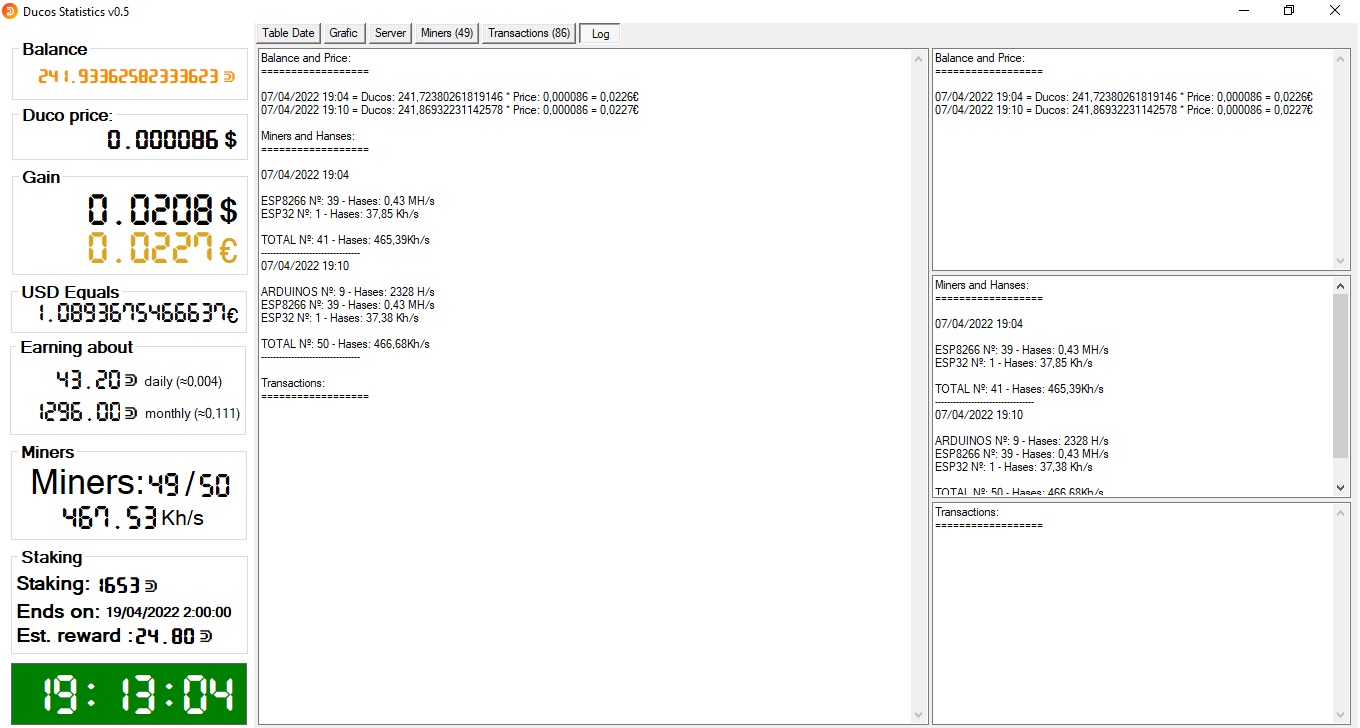 Ducos Statistics v0.5
Balance
241.93362582333623
Duco price:
0.000086 $
Gain
0.0208 $
0.0227 €
USD Equals
1.0893675466637€
Earning about
43.20 daily (≈0,004)
1296.00 monthly (≈0,111)
Miners
Miners:49/50
467.53 Kh/s
Staking
Staking: 1653
Ends on: 19/04/2022 2:00:00
Est. reward :24.80
19:13:04
Table Date Grafic Server Miners (49) Transactions (86) Log
Balance and Price:
==================
07/04/2022 19:04 = Ducos: 241,72380261819146 * Price: 0,000086 = 0,0226€
07/04/2022 19:10 = Ducos: 241,86932231142578 * Price: 0,000086 = 0,0227€
Miners and Hanses:
==================
07/04/2022 19:04
ESP8266 Nº: 39 - Hases: 0,43 MH/s
ESP32 Nº: 1 - Hases: 37,85 Kh/s
TOTAL Nº: 41 - Hases: 465,39Kh/s
---------------------------------
07/04/2022 19:10
ARDUINOS Nº: 9 - Hases: 2328 H/s
ESP8266 Nº: 39 - Hases: 0,43 MH/s
ESP32 Nº: 1 - Hases: 37,38 Kh/s
TOTAL Nº: 50 - Hases: 466,68Kh/s
---------------------------------
Transactions:
==================
Balance and Price:
==================
07/04/2022 19:04 = Ducos: 241,72380261819146 * Price: 0,000086 = 0,0226€
07/04/2022 19:10 = Ducos: 241,86932231142578 * Price: 0,000086 = 0,0227€
Miners and Hanses:
==================
07/04/2022 19:04
ESP8266 Nº: 39 - Hases: 0,43 MH/s
ESP32 Nº: 1 - Hases: 37,85 Kh/s
TOTAL Nº: 41 - Hases: 465,39Kh/s
---------------------------------
07/04/2022 19:10
ARDUINOS Nº: 9 - Hases: 2328 H/s
ESP8266 Nº: 39 - Hases: 0,43 MH/s
ESP32 Nº: 1 - Hases: 37,38 Kh/s
TOTAL Nº: 50 - Hases: 466,68Kh/s
Transactions:
==================